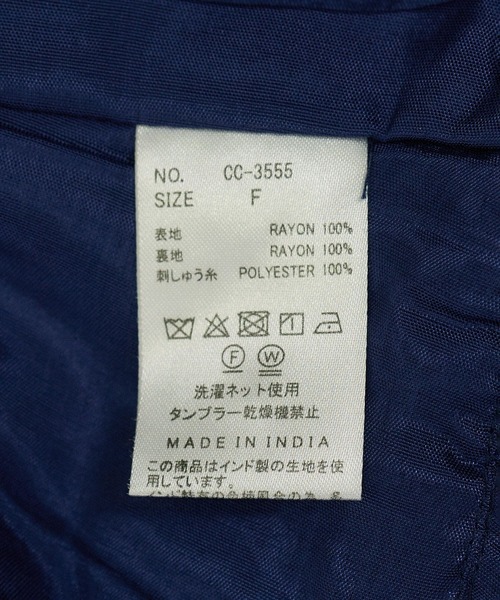 NO. CC-3555
SIZE F
表地 RAYON 100%
裏地 RAYON 100%
刺しゅう糸 POLYESTER 100%
F W
洗濯ネット使用
タンブラー乾燥機禁止
MADE IN INDIA
この商品はインド製の生地を使
用しています。